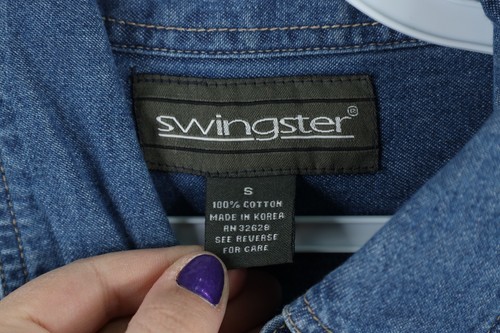 swingster®
S
100% COTTON
MADE IN KOREA
RN 32628
SEE REVERSE
FOR CARE